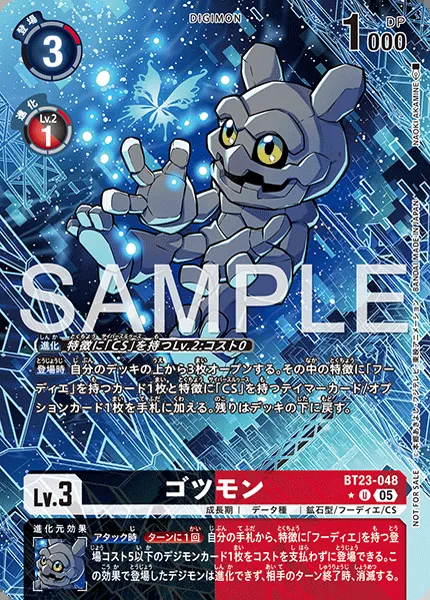 DIGIMON
登場
3
DP
1000
進化
Lv.2
1
SAMPLE
進化 特徴に「CS」を持つLv.2:コスト0
登場時 自分のデッキの上から3枚オープンする。その中の特徴に「フー
ディエ」を持つカード1枚と特徴に「CS」を持つテイマーカード/オプ
ションカード1枚を手札に加える。残りはデッキの下に戻す。
BT23-048
Lv.3
ゴツモン
U 05
成長期 データ種 鉱石型/フーディエ/CS
進化元効果
アタック時 ターンに1回 自分の手札から、特徴に「フーディエ」を持つ登
場コスト5以下のデジモンカード1枚をコストを支払わずに登場できる。こ
の効果で登場したデジモンは進化できず、相手のターン終了時、消滅する。
NAOKI TAKAMINE
BANDAI MADE IN JAPAN
NOT FOR SALE